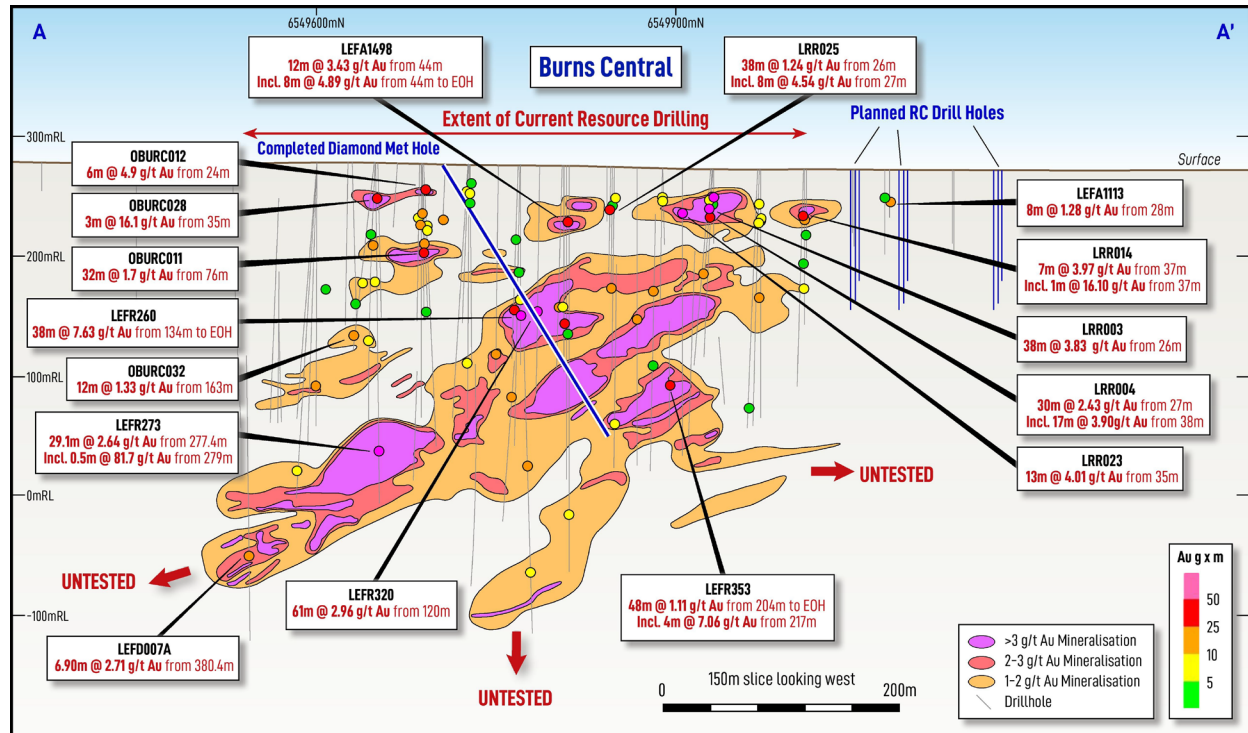 A
6549600mN
6549900mN
A'
LEFA1498
12m @ 3.43 g/t Au from 44m
Incl. 8m @ 4.89 g/t Au from 44m to EOH
Burns Central
LRR025
38m @ 1.24 g/t Au from 26m
Incl. 8m @ 4.54 g/t Au from 27m
Extent of Current Resource Drilling
Planned RC Drill Holes
300mRL
Completed Diamond Met Hole
Surface
OBURC012
6m @ 4.9 g/t Au from 24m
OBURC028
3m @ 16.1 g/t Au from 35m
LEFA1113
8m @ 1.28 g/t Au from 28m
OBURC011
32m @ 1.7 g/t Au from 76m
200mRL
LRR014
7m @ 3.97 g/t Au from 37m
Incl. 1m @ 16.10 g/t Au from 37m
LEFR260
38m @ 7.63 g/t Au from 134m to EOH
LRR003
38m @ 3.83 g/t Au from 26m
OBURC032
12m @ 1.33 g/t Au from 163m
100mRL
LRR004
30m @ 2.43 g/t Au from 27m
Incl. 17m @ 3.90g/t Au from 38m
LEFR273
29.1m @ 2.64 g/t Au from 277.4m
Incl. 0.5m @ 81.7 g/t Au from 279m
LRR023
13m @ 4.01 g/t Au from 35m
0mRL
UNTESTED
UNTESTED
LEFR320
61m @ 2.96 g/t Au from 120m
LEFR353
48m @ 1.11 g/t Au from 204m to EOH
Incl. 4m @ 7.06 g/t Au from 217m
-100mRL
LEFD007A
6.90m @ 2.71 g/t Au from 380.4m
UNTESTED
150m slice looking west
0
200m
>3 g/t Au Mineralisation
2-3 g/t Au Mineralisation
1-2 g/t Au Mineralisation
Drillhole
Au g x m
50
25
10
5